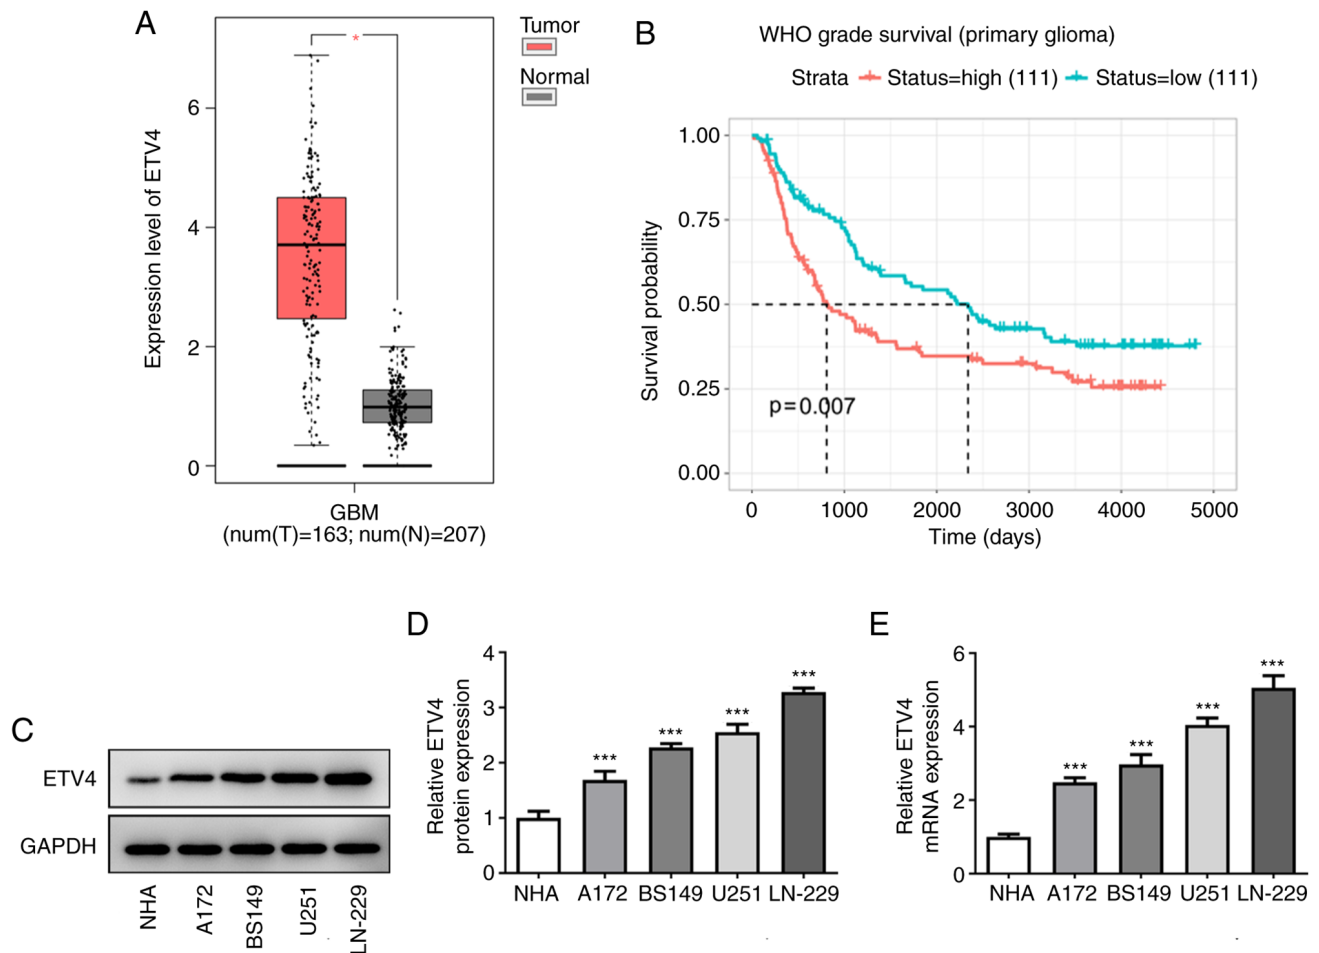 A
Tumor
Normal
*
Expression level of ETV4
6
4
2
0
GBM
(num(T)=163; num(N)=207)
B
WHO grade survival (primary glioma)
Strata Status=high (111) Status=low (111)
Survival probability
1.00
0.75
0.50
0.25
0.00
p=0.007
0 1000 2000 3000 4000 5000
Time (days)
C
ETV4
GAPDH
NHA
A172
BS149
U251
LN-229
D
Relative ETV4
protein expression
4
3
2
1
0
***
***
***
***
NHA A172 BS149 U251 LN-229
E
Relative ETV4
mRNA expression
6
4
2
0
***
***
***
***
NHA A172 BS149 U251 LN-229